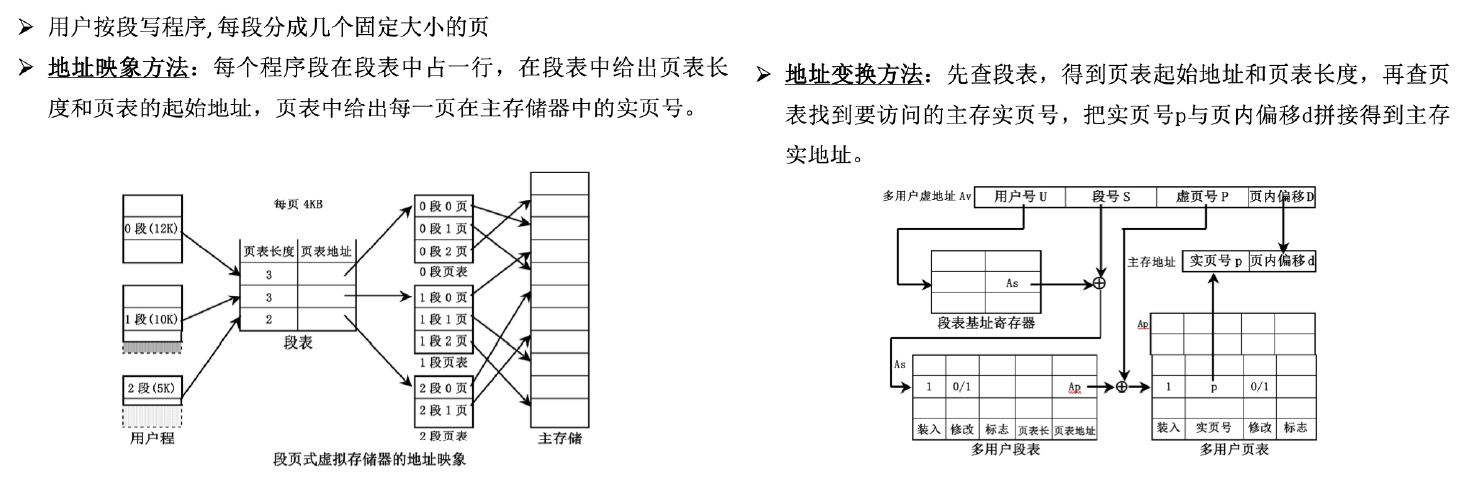 ➢ 用户按段写程序,每段分成几个固定大小的页
➢ 地址映象方法：每个程序段在段表中占一行，在段表中给出页表长
度和页表的起始地址，页表中给出每一页在主存储器中的实页号。
每页 4KB
0段(12K)
1段(10K)
2段(5K)
用户程
页表长度 页表地址
3
3
2
段表
0段0页
0段1页
0段2页
0段页表
1段0页
1段1页
1段2页
1段页表
2段0页
2段1页
2段页表
主存储
段页式虚拟存储器的地址映象
➢ 地址变换方法：先查段表，得到页表起始地址和页表长度，再查页
表找到要访问的主存实页号，把实页号p与页内偏移d拼接得到主存
实地址。
多用户虚地址 Av 用户号 U 段号 S 虚页号 P 页内偏移D
主存地址 实页号 p 页内偏移 d
As
段表基址寄存器
Ap
As
1 0/1 Ap
装入 修改 标志 页表长 页表地址
多用户段表
1 p 0/1
装入 实页号 修改 标志
多用户页表